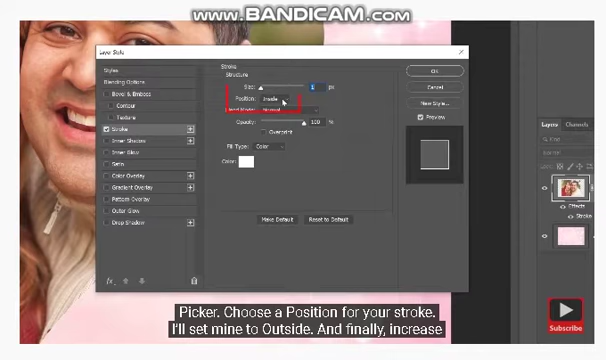 www.BANDICAM.com
Layer Style
Styles
Blending Options
Bevel & Emboss
Contour
Texture
Stroke
Inner Shadow
Inner Glow
Satin
Color Overlay
Gradient Overlay
Pattern Overlay
Outer Glow
Drop Shadow
fx
Stroke
Structure
Size: 1 px
Position: Inside
Blend Mode: Normal
Opacity: 100 %
Overprint
Fill Type: Color
Color:
Make Default
Reset to Default
OK
Cancel
New Style...
Preview
Layers
Channels
Effects
Stroke
Picker. Choose a Position for your stroke.
I'll set mine to Outside. And finally, increase
Subscribe